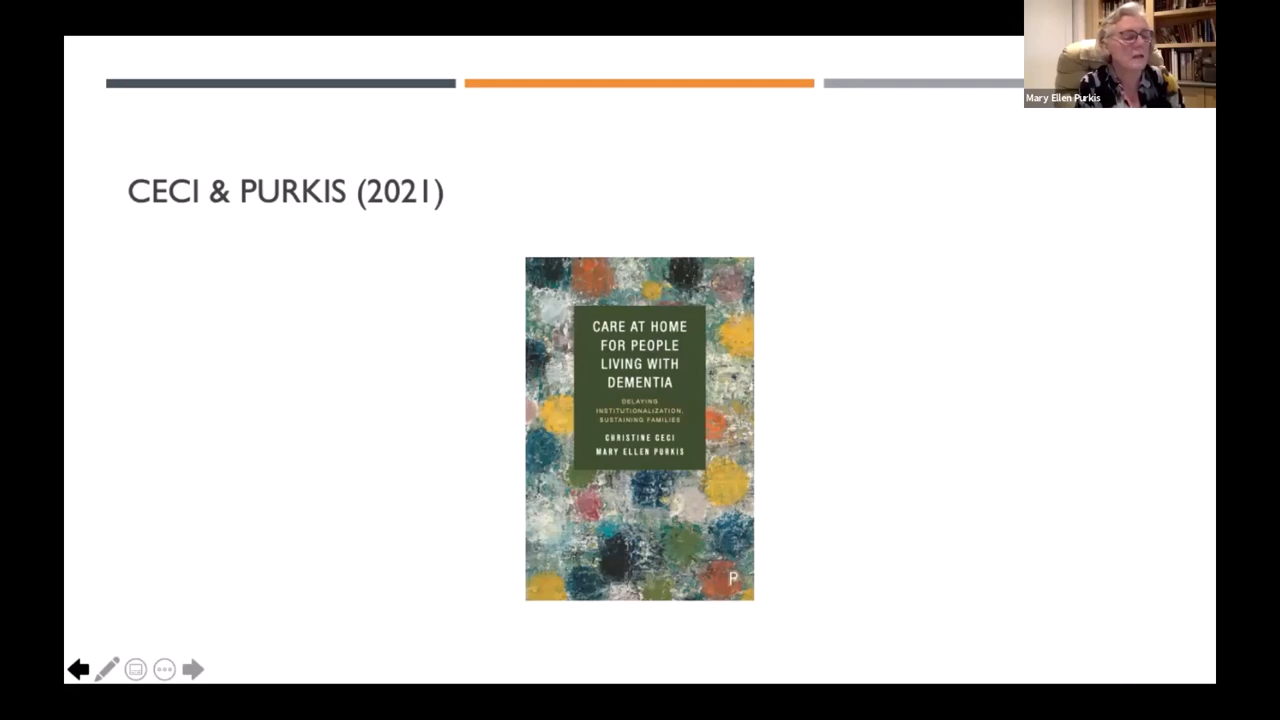 Mary Ellen Purkis
CECI & PURKIS (2021)
CARE AT HOME
FOR PEOPLE
LIVING WITH
DEMENTIA
DELAYING
INSTITUTIONALIZATION,
SUSTAINING FAMILIES
CHRISTINE CECI
MARY ELLEN PURKIS
P